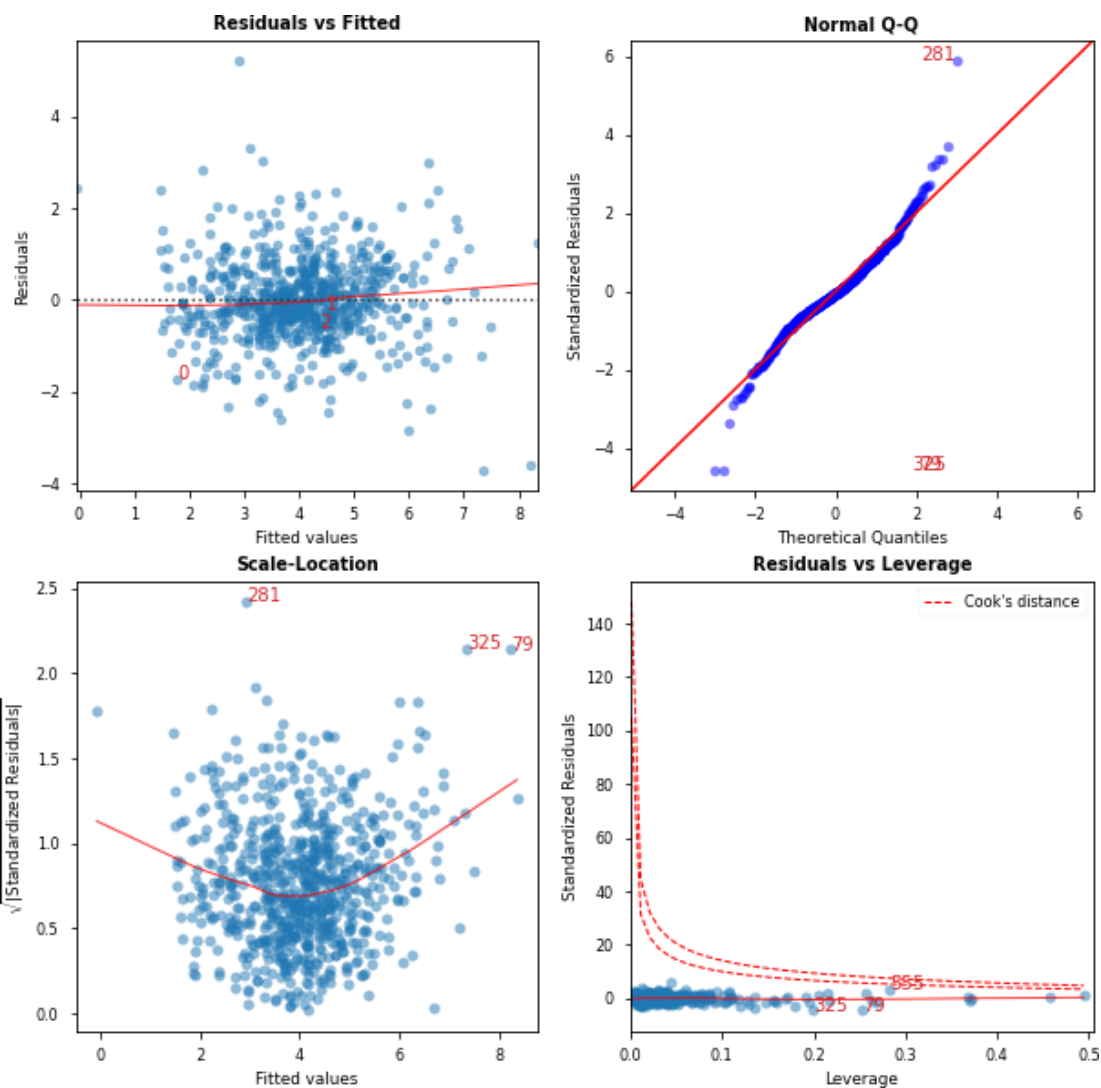 Residuals vs Fitted
Residuals
4
2
0
−2
−4
0
1
2
0 1 2 3 4 5 6 7 8
Fitted values
Normal Q-Q
Standardized Residuals
6
4
2
0
−2
−4
281
325
79
−4 −2 0 2 4 6
Theoretical Quantiles
Scale-Location
√|Standardized Residuals|
2.5
2.0
1.5
1.0
0.5
0.0
281
325
79
0 2 4 6 8
Fitted values
Residuals vs Leverage
Standardized Residuals
140
120
100
80
60
40
20
0
Cook's distance
555
325
79
0.0 0.1 0.2 0.3 0.4 0.5
Leverage